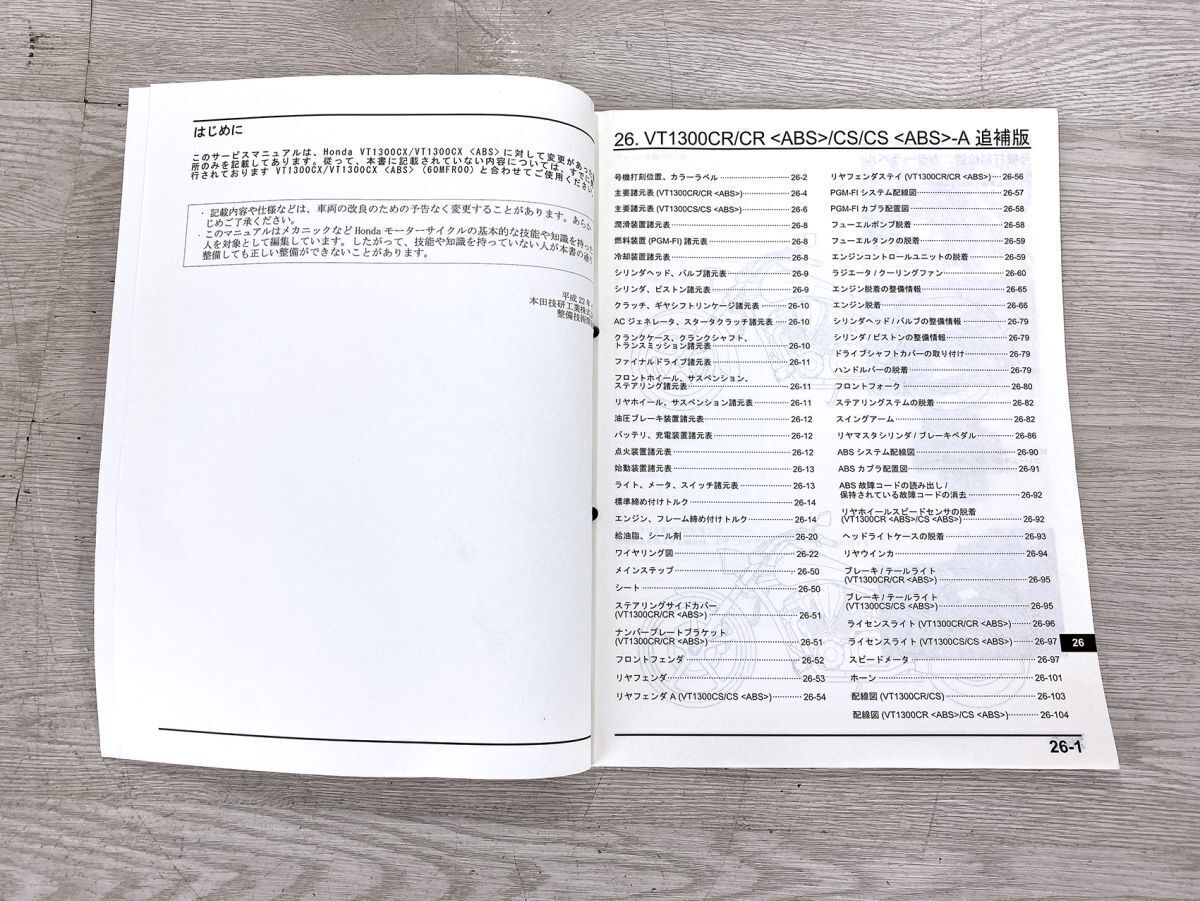 はじめに
このサービスマニュアルは、Honda VT1300CX/VT1300CX <ABS> に対して変更があった
所のみを記載してあります。従って、本書に記載されていない内容については、すでに
行されております VT1300CX/VT1300CX <ABS> (60MFR00) と合わせてご使用ください。
・記載内容や仕様などは、車両の改良のための予告なく変更することがあります。あらか
じめご了承ください。
・このマニュアルはメカニックなど Honda モーターサイクルの基本的な技能や知識を持った
人を対象として編集しています。したがって、技能や知識を持っていない人が本書の通り
整備しても正しい整備ができないことがあります。
平成 22 年
本田技研工業株式
整備技術
26. VT1300CR/CR <ABS>/CS/CS <ABS>-A 追補版
号機打刻位置、カラーラベル 26-2
主要諸元表 (VT1300CR/CR <ABS>) 26-4
主要諸元表 (VT1300CS/CS <ABS>) 26-6
潤滑装置諸元表 26-8
燃料装置 (PGM-FI) 諸元表 26-8
冷却装置諸元表 26-8
シリンダヘッド、バルブ諸元表 26-9
シリンダ、ピストン諸元表 26-9
クラッチ、ギヤシフトリンケージ諸元表 26-10
AC ジェネレータ、スタータクラッチ諸元表 26-10
クランクケース、クランクシャフト、
トランスミッション諸元表 26-10
ファイナルドライブ諸元表 26-11
フロントホイール、サスペンション、
ステアリング諸元表 26-11
リヤホイール、サスペンション諸元表 26-11
油圧ブレーキ装置諸元表 26-12
バッテリ、充電装置諸元表 26-12
点火装置諸元表 26-12
始動装置諸元表 26-13
ライト、メータ、スイッチ諸元表 26-13
標準締め付けトルク 26-14
エンジン、フレーム締め付けトルク 26-14
給油脂、シール剤 26-20
ワイヤリング図 26-22
メインステップ 26-50
シート 26-50
ステアリングサイドカバー
(VT1300CR/CR <ABS>) 26-51
ナンバープレートブラケット
(VT1300CR/CR <ABS>) 26-51
フロントフェンダ 26-52
リヤフェンダ 26-53
リヤフェンダ A (VT1300CS/CS <ABS>) 26-54
リヤフェンダステイ (VT1300CR/CR <ABS>) 26-56
PGM-FI システム配線図 26-57
PGM-FI カプラ配置図 26-58
フューエルポンプ脱着 26-58
フューエルタンクの脱着 26-59
エンジンコントロールユニットの脱着 26-59
ラジエータ / クーリングファン 26-60
エンジン脱着の整備情報 26-65
エンジン脱着 26-66
シリンダヘッド / バルブの整備情報 26-79
シリンダ / ピストンの整備情報 26-79
ドライブシャフトカバーの取り付け 26-79
ハンドルバーの脱着 26-79
フロントフォーク 26-80
ステアリングステムの脱着 26-82
スイングアーム 26-82
リヤマスタシリンダ / ブレーキペダル 26-86
ABS システム配線図 26-90
ABS カプラ配置図 26-91
ABS 故障コードの読み出し /
保持されている故障コードの消去 26-92
リヤホイールスピードセンサの脱着
(VT1300CR <ABS>/CS <ABS>) 26-92
ヘッドライトケースの脱着 26-93
リヤウインカ 26-94
ブレーキ / テールライト
(VT1300CR/CR <ABS>) 26-95
ブレーキ / テールライト
(VT1300CS/CS <ABS>) 26-95
ライセンスライト (VT1300CR/CR <ABS>) 26-96
ライセンスライト (VT1300CS/CS <ABS>) 26-97
スピードメータ 26-97
ホーン 26-101
配線図 (VT1300CR/CS) 26-103
配線図 (VT1300CR <ABS>/CS <ABS>) 26-104
26
26-1